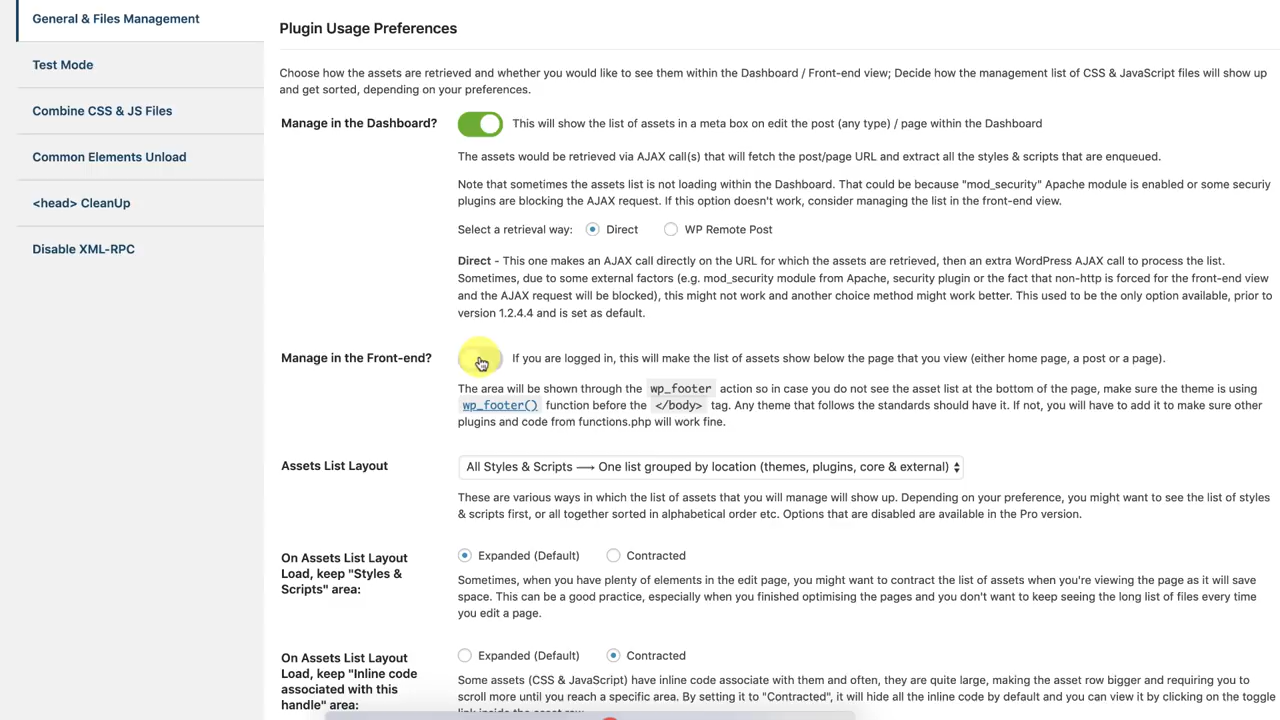 General & Files Management
Test Mode
Combine CSS & JS Files
Common Elements Unload
<head> CleanUp
Disable XML-RPC
Plugin Usage Preferences
Choose how the assets are retrieved and whether you would like to see them within the Dashboard / Front-end view; Decide how the management list of CSS & JavaScript files will show up
and get sorted, depending on your preferences.
Manage in the Dashboard?
This will show the list of assets in a meta box on edit the post (any type) / page within the Dashboard
The assets would be retrieved via AJAX call(s) that will fetch the post/page URL and extract all the styles & scripts that are enqueued.
Note that sometimes the assets list is not loading within the Dashboard. That could be because "mod_security" Apache module is enabled or some securiy
plugins are blocking the AJAX request. If this option doesn't work, consider managing the list in the front-end view.
Select a retrieval way: Direct WP Remote Post
Direct - This one makes an AJAX call directly on the URL for which the assets are retrieved, then an extra WordPress AJAX call to process the list.
Sometimes, due to some external factors (e.g. mod_security module from Apache, security plugin or the fact that non-http is forced for the front-end view
and the AJAX request will be blocked), this might not work and another choice method might work better. This used to be the only option available, prior to
version 1.2.4.4 and is set as default.
Manage in the Front-end?
If you are logged in, this will make the list of assets show below the page that you view (either home page, a post or a page).
The area will be shown through the wp_footer action so in case you do not see the asset list at the bottom of the page, make sure the theme is using
wp_footer() function before the </body> tag. Any theme that follows the standards should have it. If not, you will have to add it to make sure other
plugins and code from functions.php will work fine.
Assets List Layout
All Styles & Scripts ⟶ One list grouped by location (themes, plugins, core & external)
These are various ways in which the list of assets that you will manage will show up. Depending on your preference, you might want to see the list of styles
& scripts first, or all together sorted in alphabetical order etc. Options that are disabled are available in the Pro version.
On Assets List Layout
Load, keep "Styles &
Scripts" area:
Expanded (Default) Contracted
Sometimes, when you have plenty of elements in the edit page, you might want to contract the list of assets when you're viewing the page as it will save
space. This can be a good practice, especially when you finished optimising the pages and you don't want to keep seeing the long list of files every time
you edit a page.
On Assets List Layout
Load, keep "Inline code
associated with this
handle" area:
Expanded (Default) Contracted
Some assets (CSS & JavaScript) have inline code associate with them and often, they are quite large, making the asset row bigger and requiring you to
scroll more until you reach a specific area. By setting it to "Contracted", it will hide all the inline code by default and you can view it by clicking on the toggle
link inside the asset row.